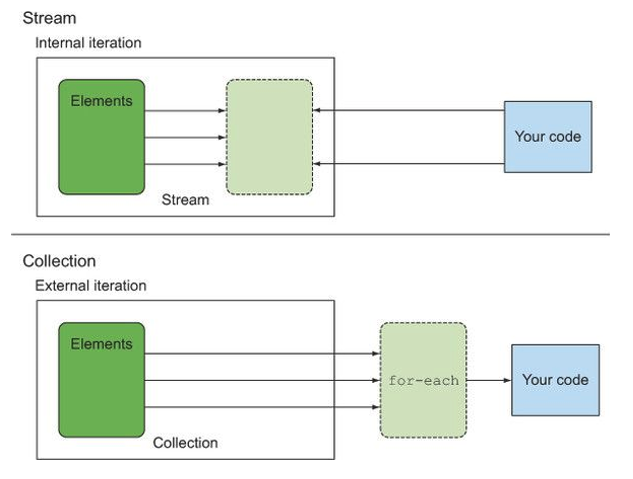 Stream
Internal iteration
Elements
Your code
Stream
Collection
External iteration
Elements
for-each
Your code
Collection